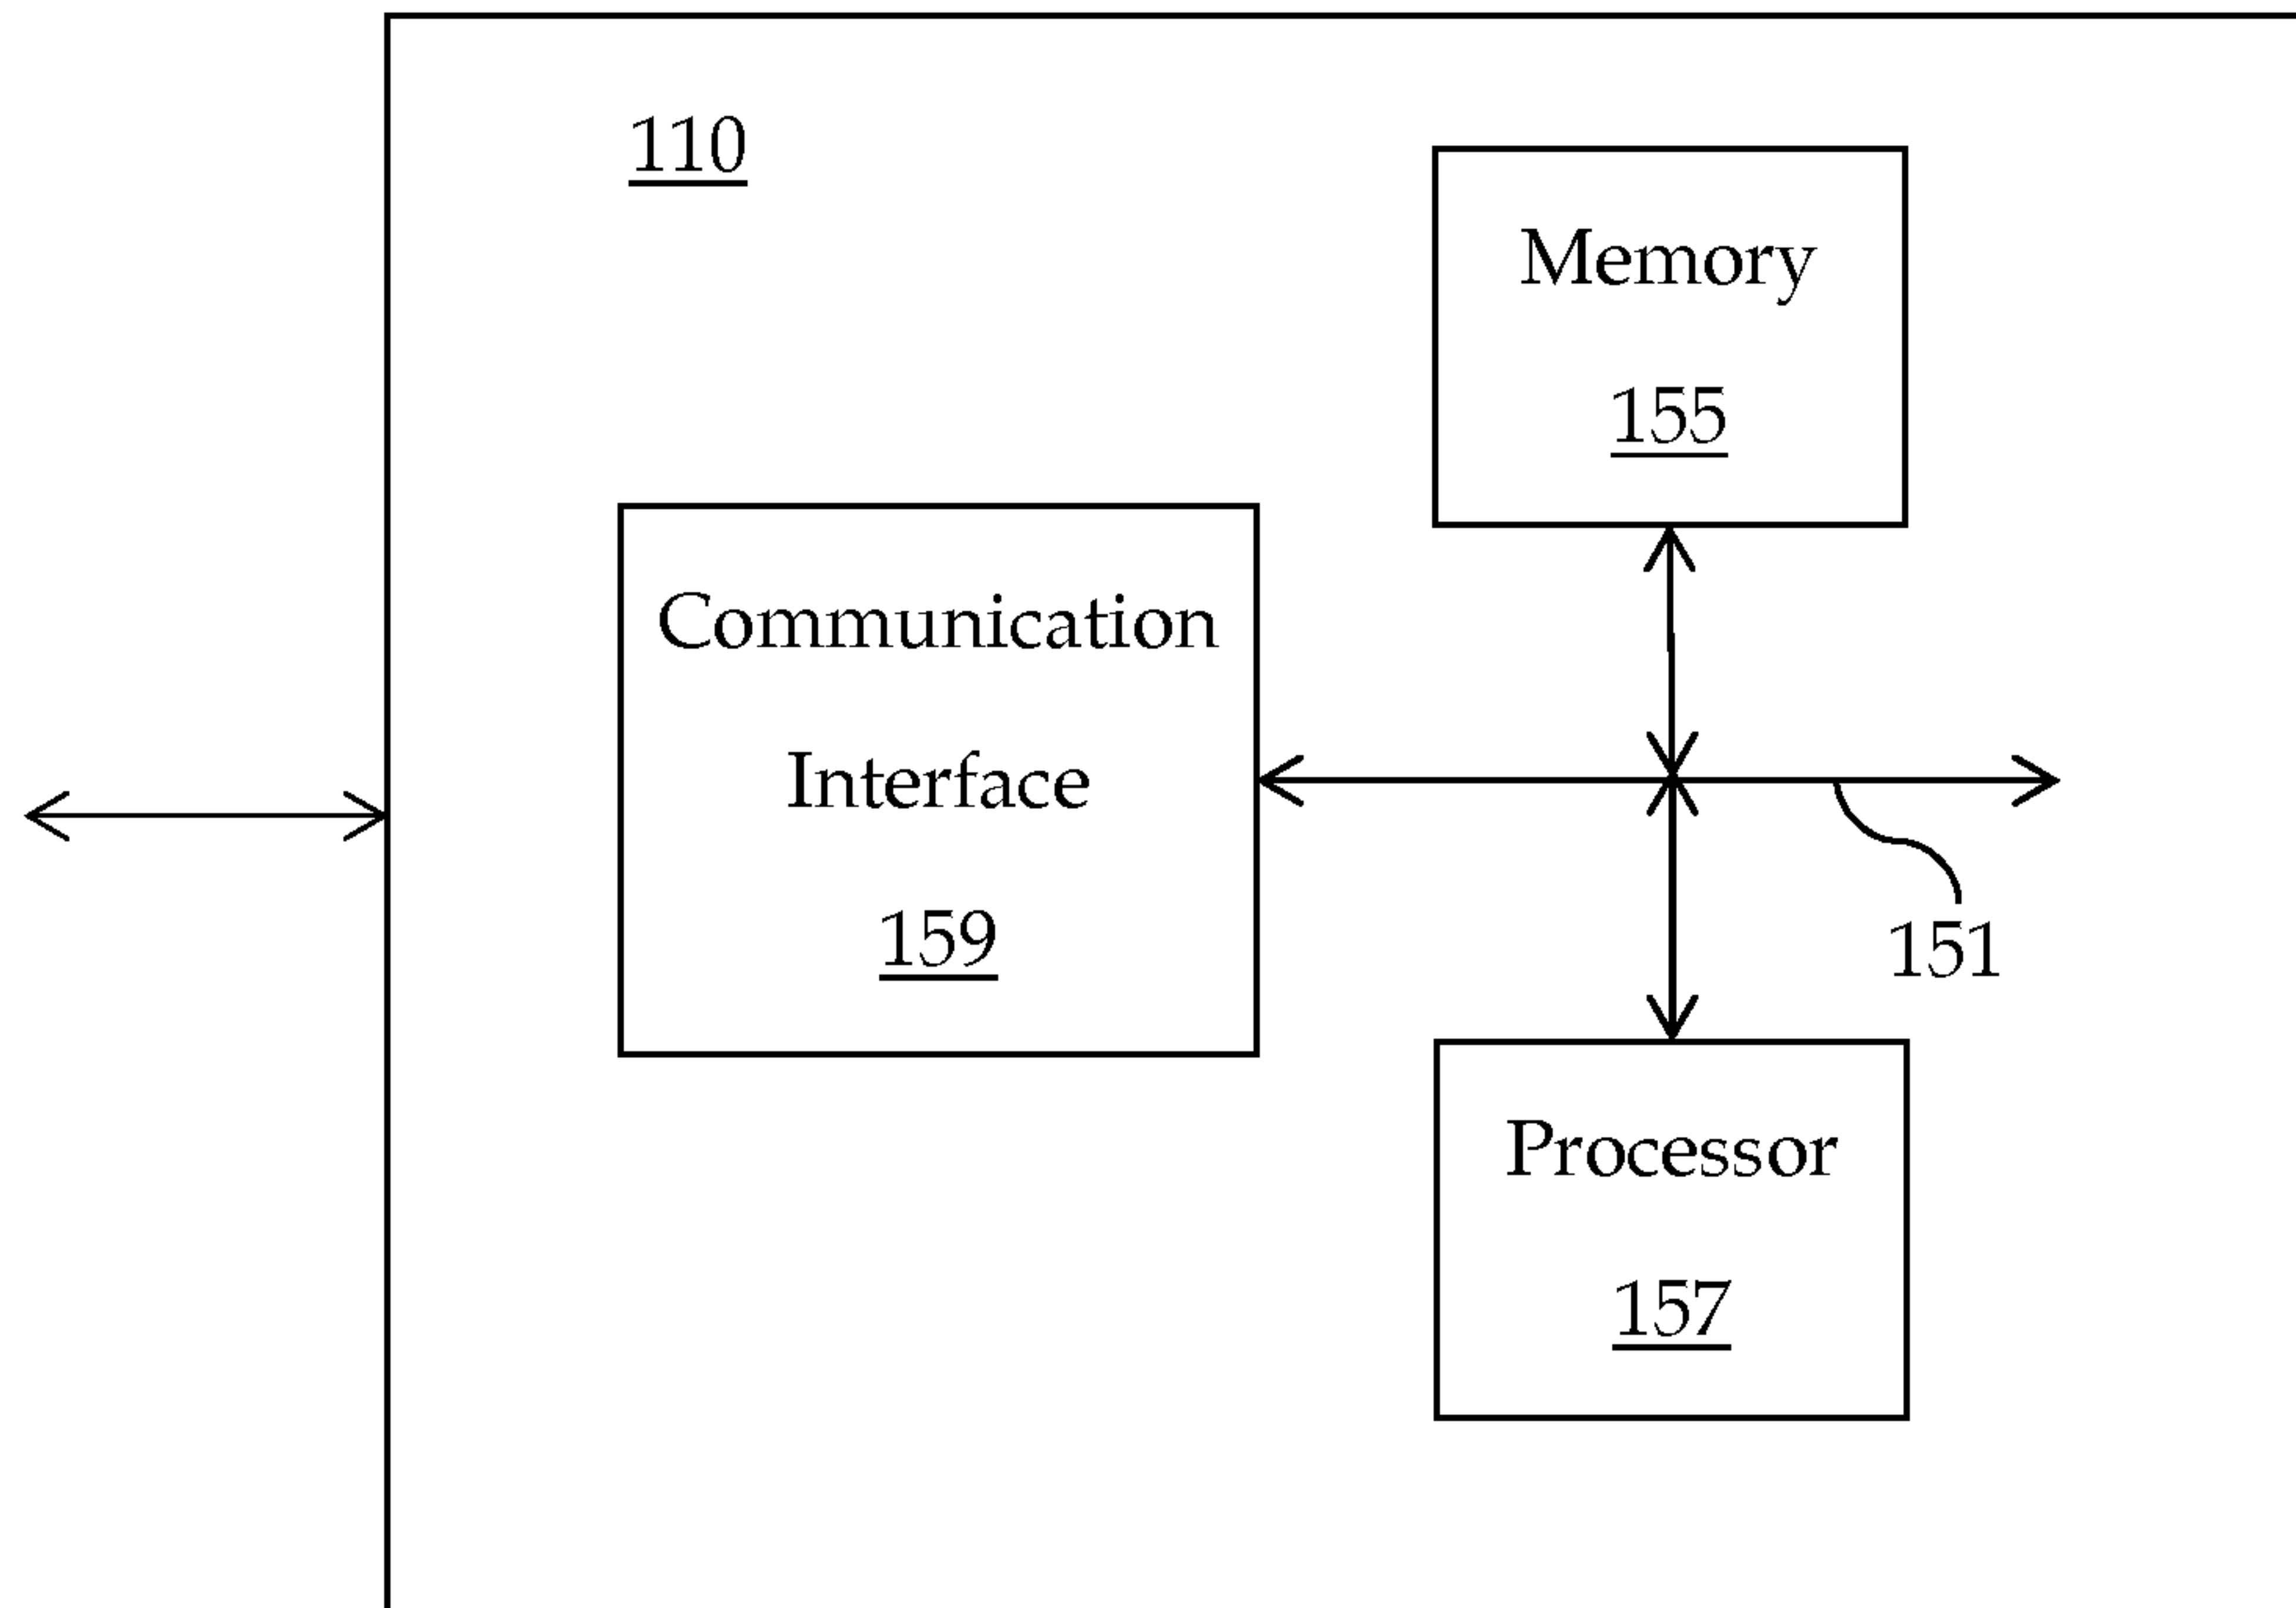 110
Memory
155
Communication
Interface
159
151
Processor
157